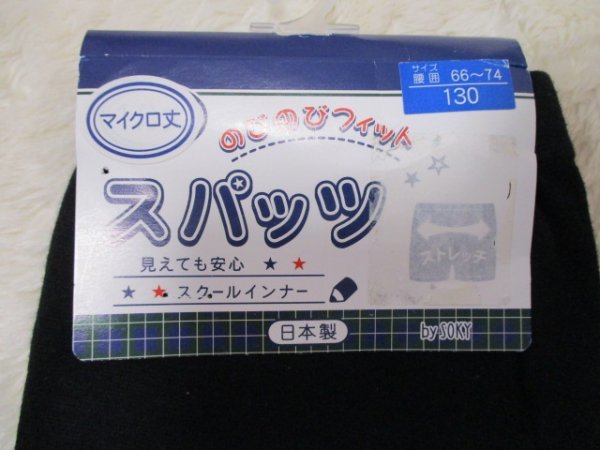 サイズ
腰囲 66～74
130
マイクロ丈
のびのびフィット
スパッツ
見えても安心 ★ ★
★ ★ スクールインナー
ストレッチ
日本製
by SOKY